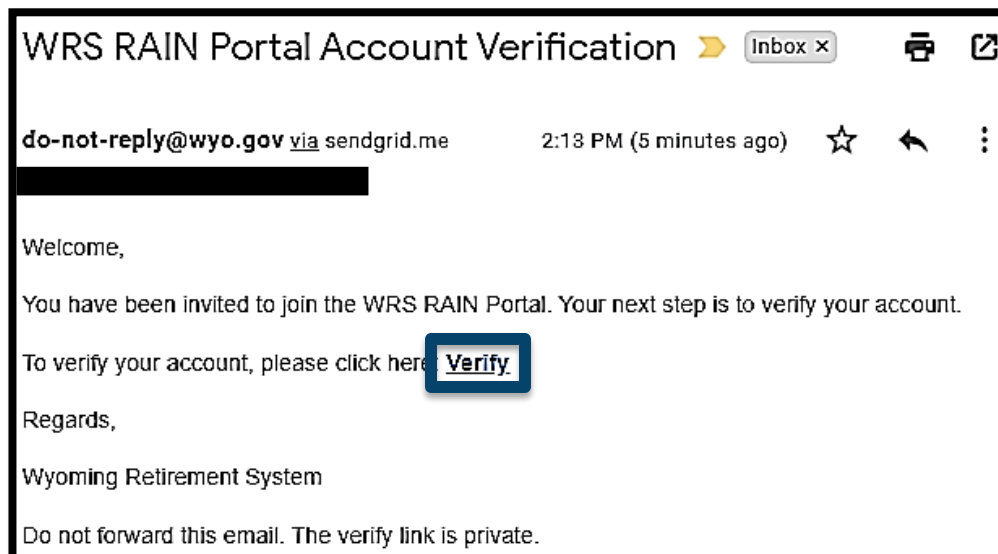 WRS RAIN Portal Account Verification Inbox ×
do-not-reply@wyo.gov via sendgrid.me 2:13 PM (5 minutes ago)
Welcome,
You have been invited to join the WRS RAIN Portal. Your next step is to verify your account.
To verify your account, please click here: Verify
Regards,
Wyoming Retirement System
Do not forward this email. The verify link is private.